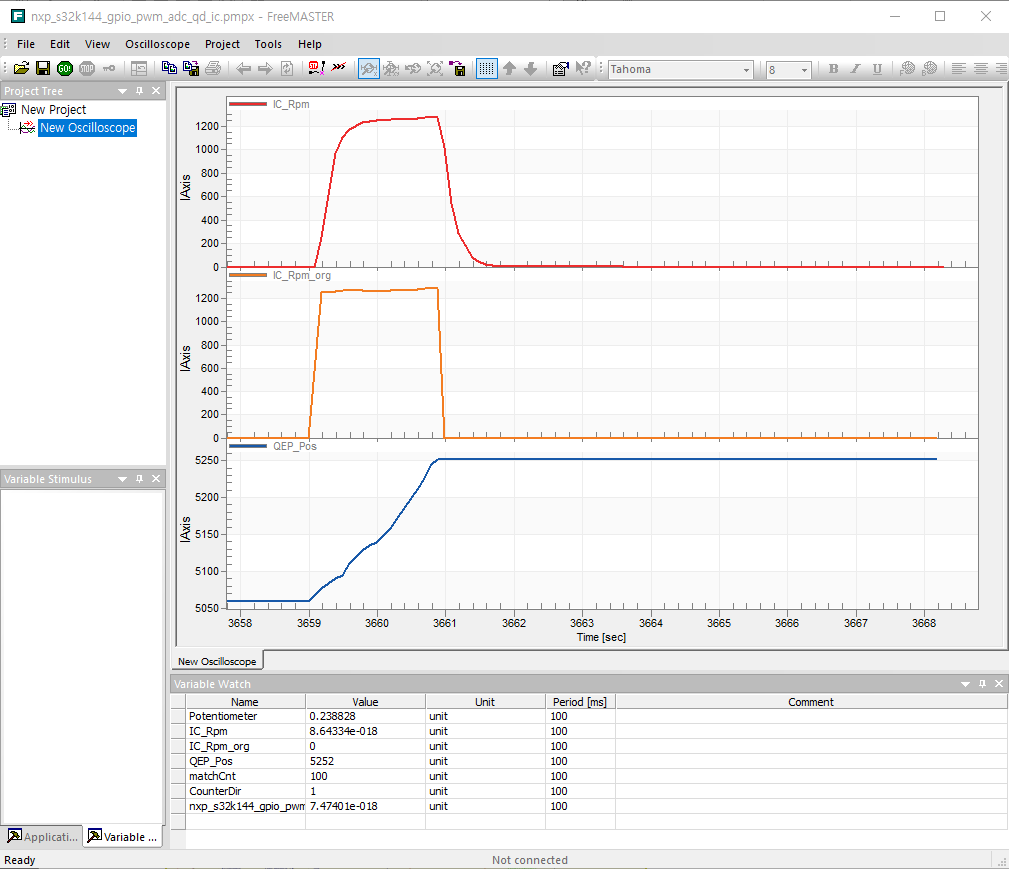 nxp_s32k144_gpio_pwm_adc_qd_ic.pmpx - FreeMASTER
File Edit View Oscilloscope Project Tools Help
GO! STOP Tahoma 8 B I U
Project Tree
New Project
New Oscilloscope
IC_Rpm
1200
1000
800
600
400
200
0
IAxis
IC_Rpm_org
1200
1000
800
600
400
200
0
IAxis
QEP_Pos
5250
5200
5150
5100
5050
IAxis
3658 3659 3660 3661 3662 3663 3664 3665 3666 3667 3668
Time [sec]
New Oscilloscope
Variable Stimulus
Applicati... Variable ...
Variable Watch
Name Value Unit Period [ms] Comment
Potentiometer 0.238828 unit 100
IC_Rpm 8.64334e-018 unit 100
IC_Rpm_org 0 unit 100
QEP_Pos 5252 unit 100
matchCnt 100 unit 100
CounterDir 1 unit 100
nxp_s32k144_gpio_pwm 7.47401e-018 unit 100
Ready Not connected